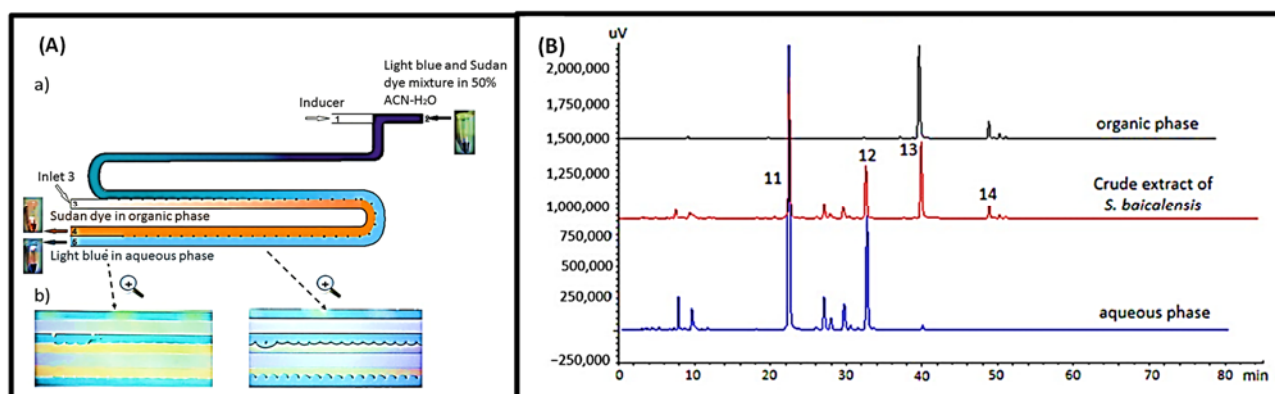 (A)
a)
Light blue and Sudan
dye mixture in 50%
ACN-H₂O
Inducer
1
2
Inlet 3
3
Sudan dye in organic phase
4
5
Light blue in aqueous phase
b)
(B)
uV
2,000,000
1,750,000
1,500,000
1,250,000
1,000,000
750,000
500,000
250,000
0
−250,000
organic phase
11
12
13
14
Crude extract of
S. baicalensis
aqueous phase
0 10 20 30 40 50 60 70 80 min